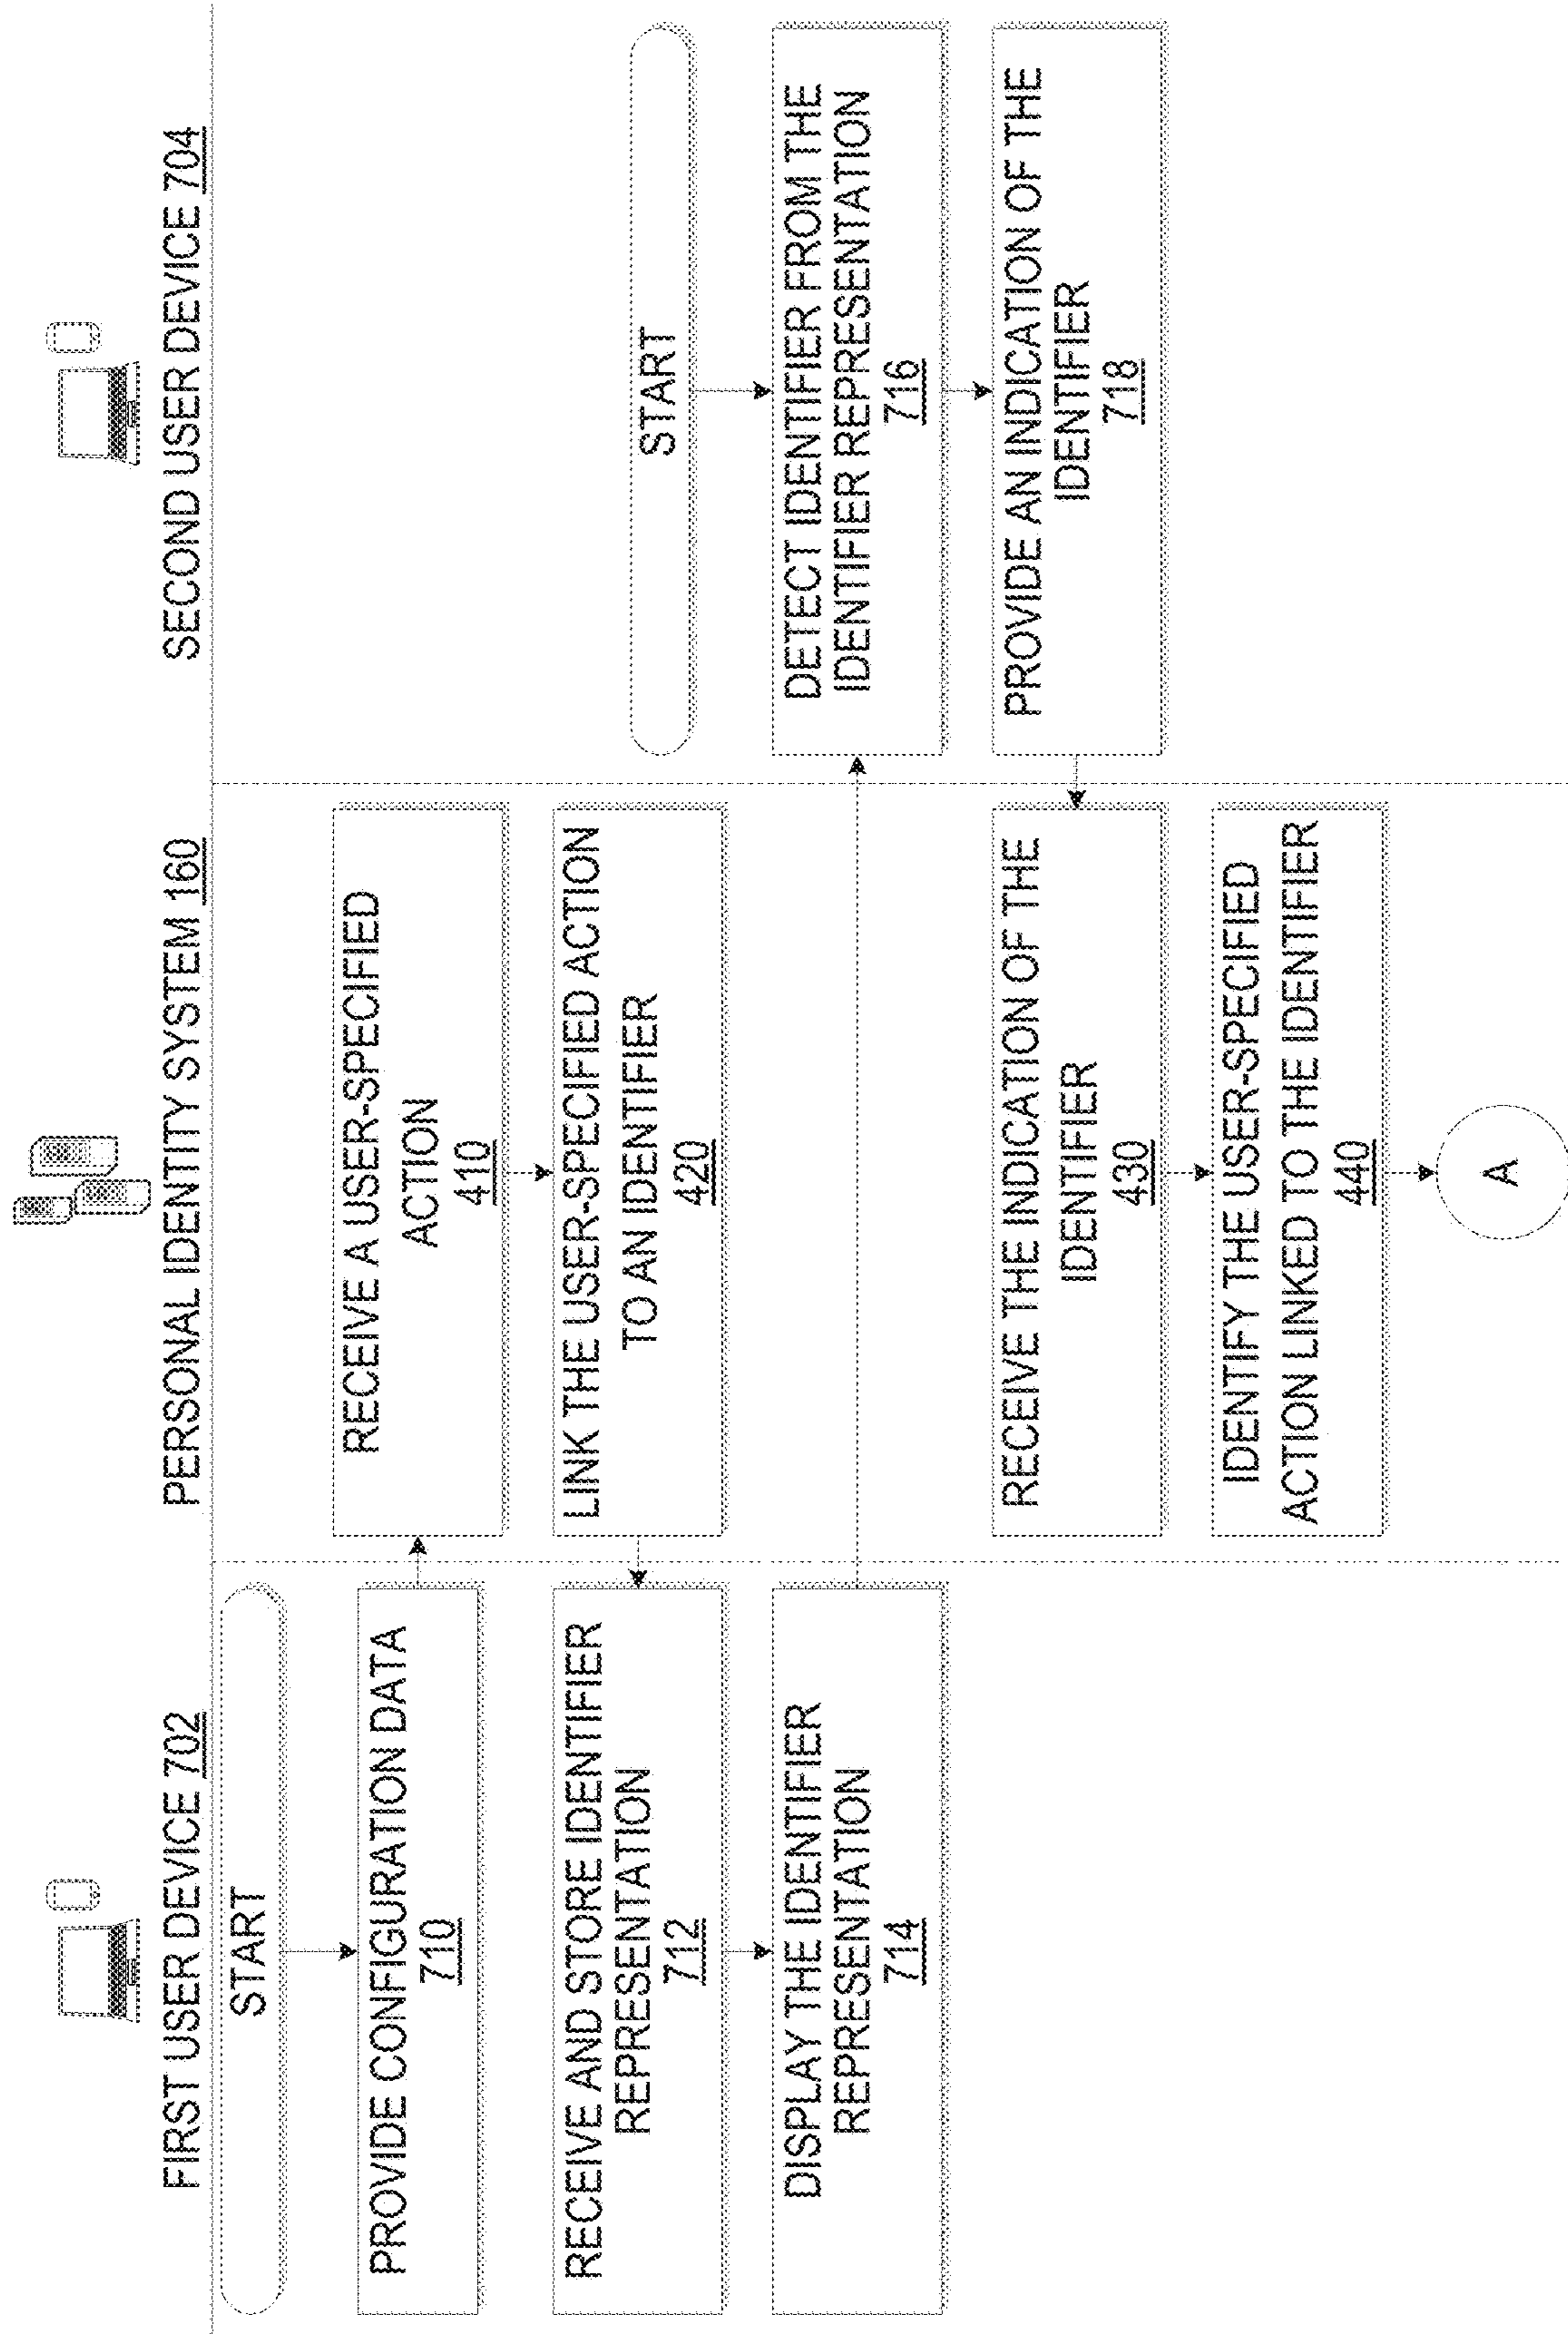 FIRST USER DEVICE 702
START
PROVIDE CONFIGURATION DATA
710
RECEIVE AND STORE IDENTIFIER
REPRESENTATION
712
DISPLAY THE IDENTIFIER
REPRESENTATION
714
PERSONAL IDENTITY SYSTEM 160
RECEIVE A USER-SPECIFIED
ACTION
410
LINK THE USER-SPECIFIED ACTION
TO AN IDENTIFIER
420
RECEIVE THE INDICATION OF THE
IDENTIFIER
430
IDENTIFY THE USER-SPECIFIED
ACTION LINKED TO THE IDENTIFIER
440
A
SECOND USER DEVICE 704
START
DETECT IDENTIFIER FROM THE
IDENTIFIER REPRESENTATION
716
PROVIDE AN INDICATION OF THE
IDENTIFIER
718